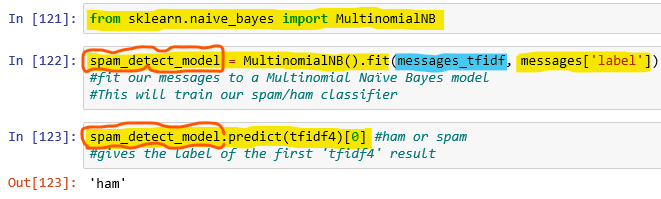 In [121]: from sklearn.naive_bayes import MultinomialNB
In [122]: spam_detect_model = MultinomialNB().fit(messages_tfidf, messages['label'])
#fit our messages to a Multinomial Naïve Bayes model
#This will train our spam/ham classifier
In [123]: spam_detect_model.predict(tfidf4)[0] #ham or spam
#gives the label of the first 'tfidf4' result
Out[123]: 'ham'